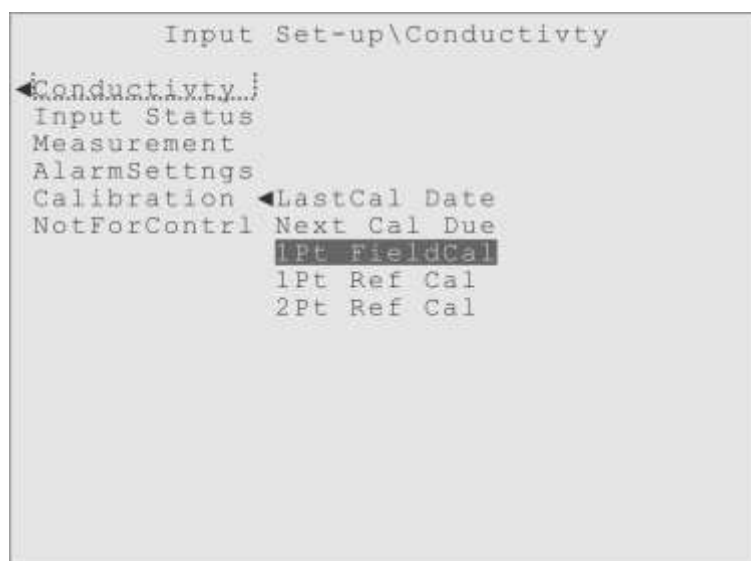 Input Set-up\Conductivty
Conductivty
Input Status
Measurement
AlarmSettngs
Calibration LastCal Date
NotForContrl Next Cal Due
1Pt FieldCal
1Pt Ref Cal
2Pt Ref Cal